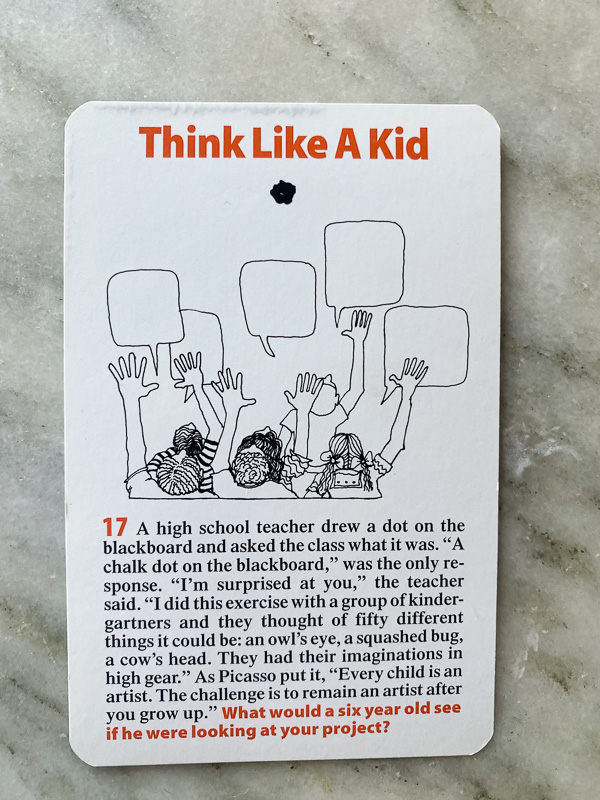 Think Like A Kid
17 A high school teacher drew a dot on the
blackboard and asked the class what it was. “A
chalk dot on the blackboard,” was the only re-
sponse. “I’m surprised at you,” the teacher
said. “I did this exercise with a group of kinder-
gartners and they thought of fifty different
things it could be: an owl’s eye, a squashed bug,
a cow’s head. They had their imaginations in
high gear.” As Picasso put it, “Every child is an
artist. The challenge is to remain an artist after
you grow up.” What would a six year old see
if he were looking at your project?